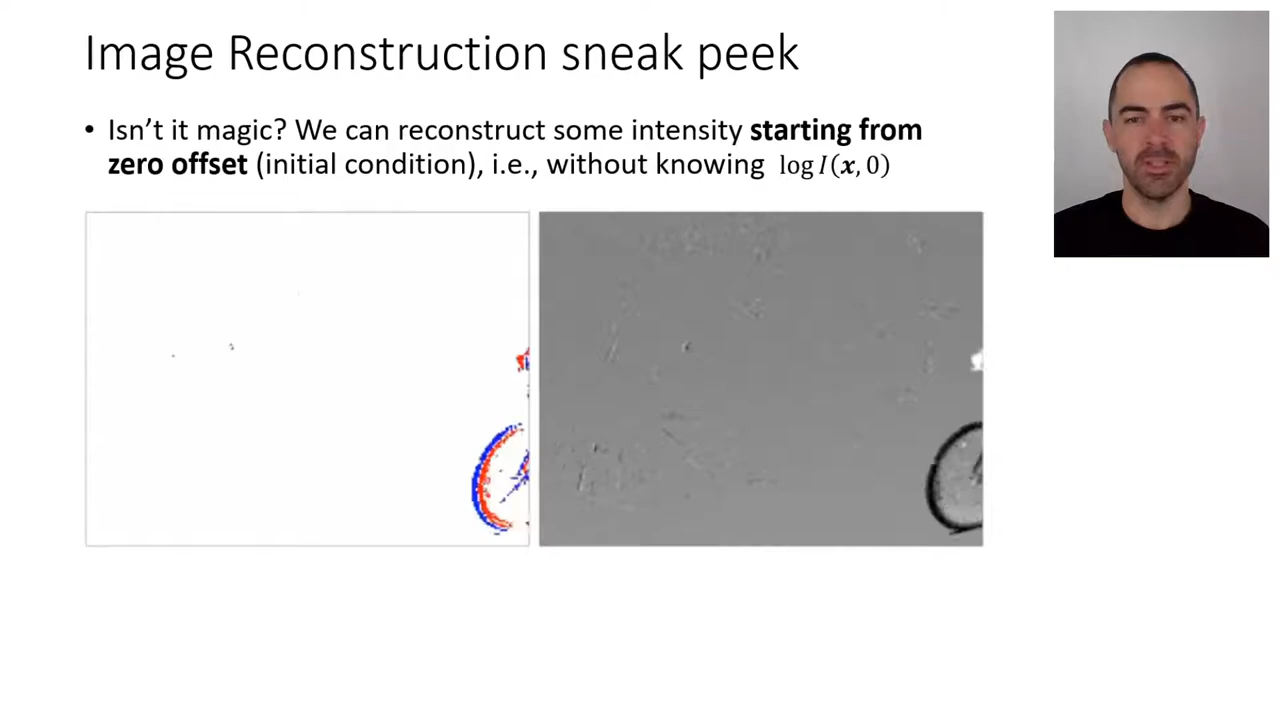 Image Reconstruction sneak peek
• Isn't it magic? We can reconstruct some intensity starting from
zero offset (initial condition), i.e., without knowing log I(x, 0)